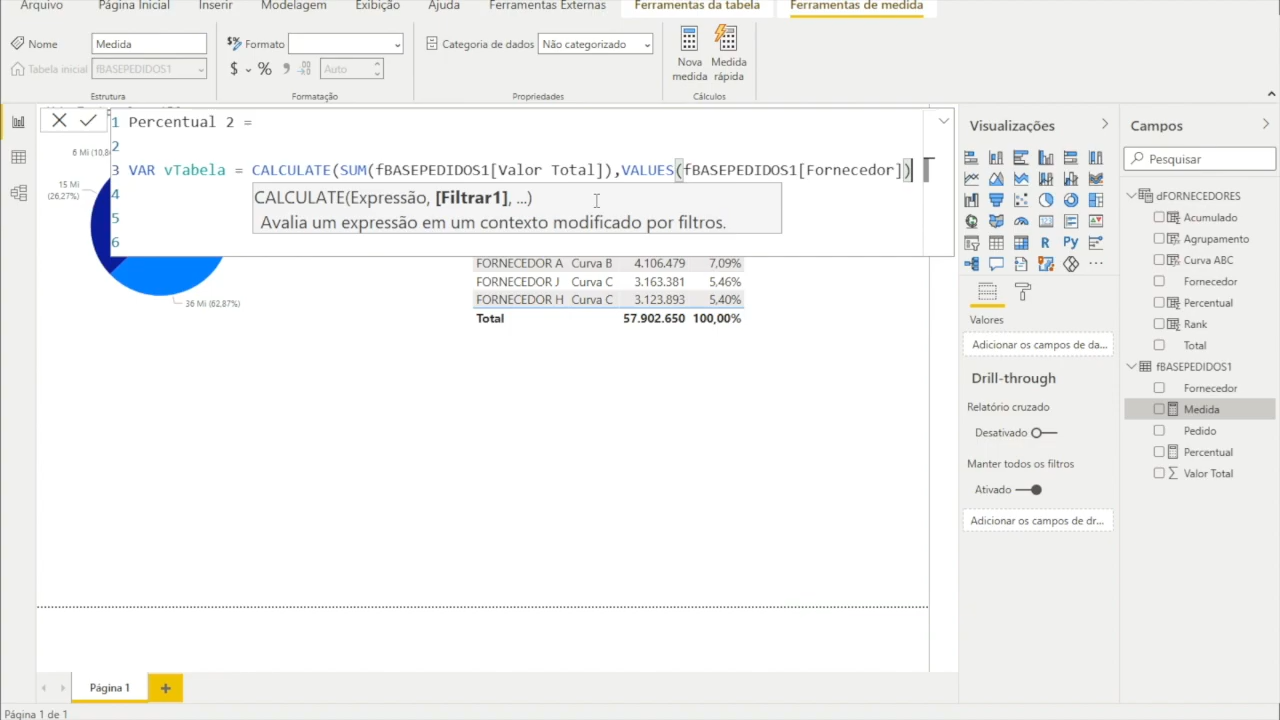 Arquivo Página Inicial Inserir Modelagem Exibição Ajuda Ferramentas Externas Ferramentas da tabela Ferramentas de medida
Nome Medida
Tabela inicial fBASEPEDIDOS1
Estrutura
Formato
$ % Auto
Formatação
Categoria de dados Não categorizado
Propriedades
Nova medida
Medida rápida
Cálculos
1 Percentual 2 =
2
3 VAR vTabela = CALCULATE(SUM(fBASEPEDIDOS1[Valor Total]),VALUES(fBASEPEDIDOS1[Fornecedor])
4
5
6
CALCULATE(Expressão, [Filtrar1], ...)
Avalia um expressão em um contexto modificado por filtros.
6 Mi (10,8
15 Mi
(26,27%)
36 Mi (62,87%)
FORNECEDOR A Curva B 4.106.479 7,09%
FORNECEDOR J Curva C 3.163.381 5,46%
FORNECEDOR H Curva C 3.123.893 5,40%
Total 57.902.650 100,00%
Visualizações
R Py
Valores
Adicionar os campos de da...
Drill-through
Relatório cruzado
Desativado
Manter todos os filtros
Ativado
Adicionar os campos de dr...
Campos
Pesquisar
dFORNECEDORES
Acumulado
Agrupamento
Curva ABC
Fornecedor
Percentual
Rank
Total
fBASEPEDIDOS1
Fornecedor
Medida
Pedido
Percentual
Valor Total
Página 1
Página 1 de 1